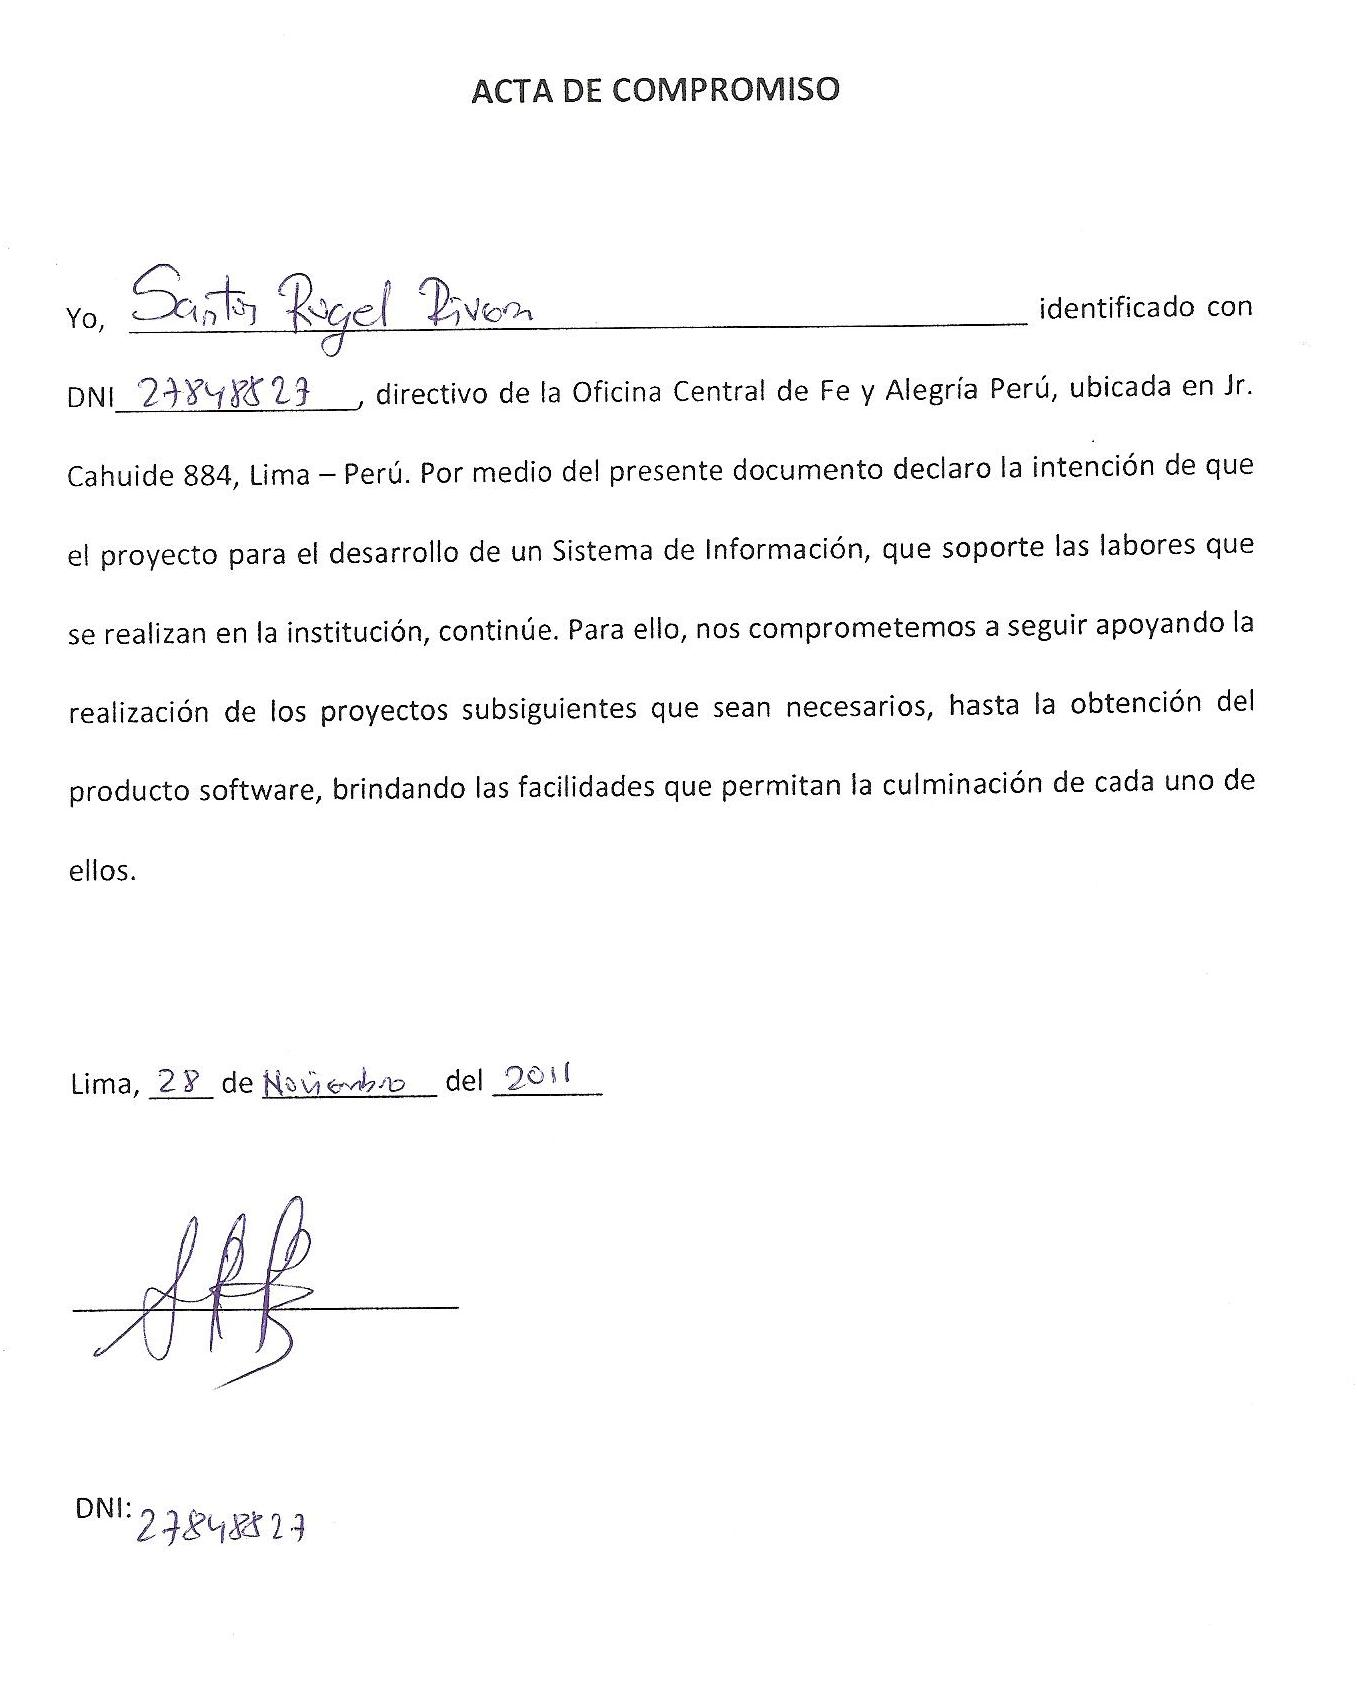 ACTA DE COMPROMISO
Yo, Santos Rugel identificado con
DNI 27848827, directivo de la Oficina Central de Fe y Alegría Perú, ubicada en Jr.
Cahuide 884, Lima – Perú. Por medio del presente documento declaro la intención de que
el proyecto para el desarrollo de un Sistema de Información, que soporte las labores que
se realizan en la institución, continúe. Para ello, nos comprometemos a seguir apoyando la
realización de los proyectos subsiguientes que sean necesarios, hasta la obtención del
producto software, brindando las facilidades que permitan la culminación de cada uno de
ellos.
Lima, 28 de Noviembre del 2011
DNI: 27848827